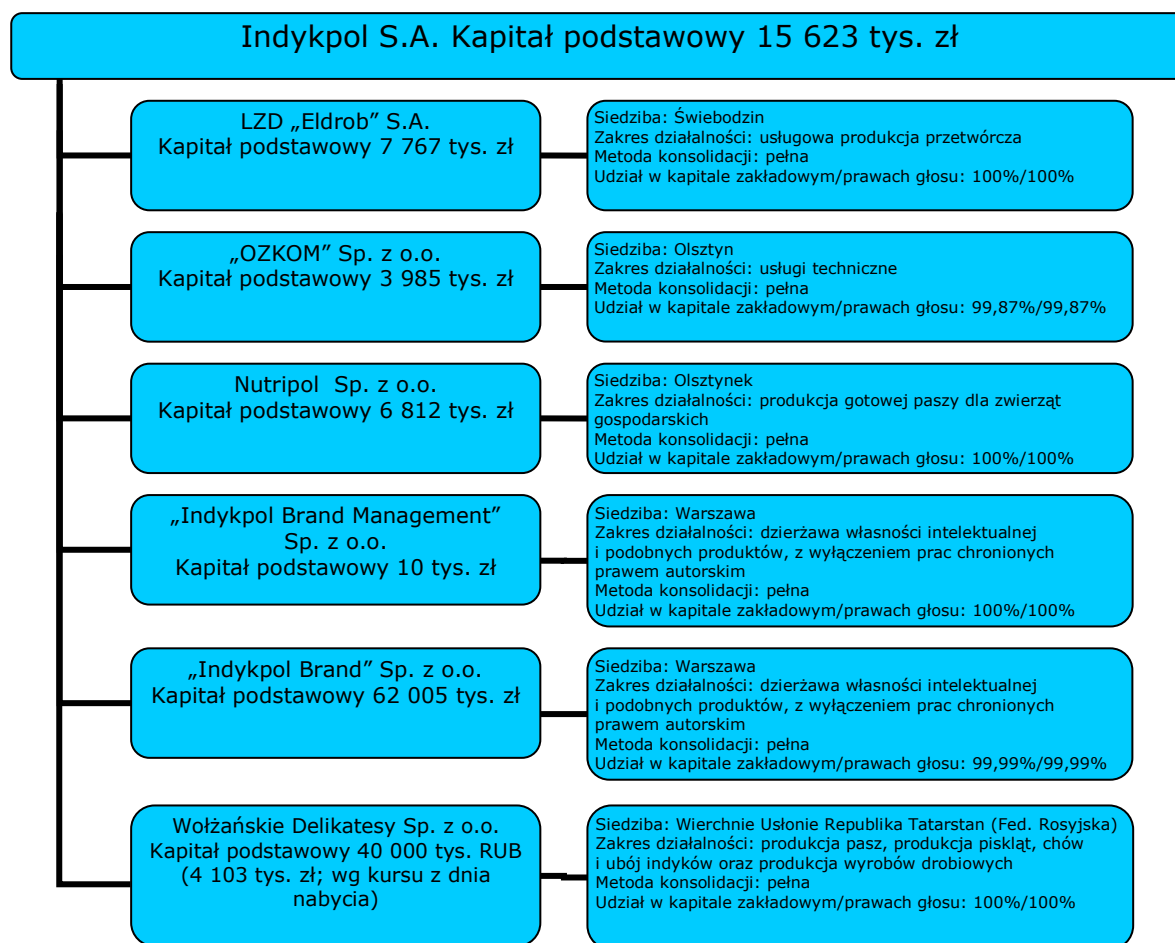 Indykpol S.A. Kapitał podstawowy 15 623 tys. zł
LZD „Eldrob” S.A.
Kapitał podstawowy 7 767 tys. zł
Siedziba: Świebodzin
Zakres działalności: usługowa produkcja przetwórcza
Metoda konsolidacji: pełna
Udział w kapitale zakładowym/prawach głosu: 100%/100%
„OZKOM” Sp. z o.o.
Kapitał podstawowy 3 985 tys. zł
Siedziba: Olsztyn
Zakres działalności: usługi techniczne
Metoda konsolidacji: pełna
Udział w kapitale zakładowym/prawach głosu: 99,87%/99,87%
Nutripol Sp. z o.o.
Kapitał podstawowy 6 812 tys. zł
Siedziba: Olsztynek
Zakres działalności: produkcja gotowej paszy dla zwierząt
gospodarskich
Metoda konsolidacji: pełna
Udział w kapitale zakładowym/prawach głosu: 100%/100%
„Indykpol Brand Management”
Sp. z o.o.
Kapitał podstawowy 10 tys. zł
Siedziba: Warszawa
Zakres działalności: dzierżawa własności intelektualnej
i podobnych produktów, z wyłączeniem prac chronionych
prawem autorskim
Metoda konsolidacji: pełna
Udział w kapitale zakładowym/prawach głosu: 100%/100%
„Indykpol Brand” Sp. z o.o.
Kapitał podstawowy 62 005 tys. zł
Siedziba: Warszawa
Zakres działalności: dzierżawa własności intelektualnej
i podobnych produktów, z wyłączeniem prac chronionych
prawem autorskim
Metoda konsolidacji: pełna
Udział w kapitale zakładowym/prawach głosu: 99,99%/99,99%
Wołżańskie Delikatesy Sp. z o.o.
Kapitał podstawowy 40 000 tys. RUB
(4 103 tys. zł; wg kursu z dnia
nabycia)
Siedziba: Wierchnie Usłonie Republika Tatarstan (Fed. Rosyjska)
Zakres działalności: produkcja pasz, produkcja piskląt, chów
i ubój indyków oraz produkcja wyrobów drobiowych
Metoda konsolidacji: pełna
Udział w kapitale zakładowym/prawach głosu: 100%/100%